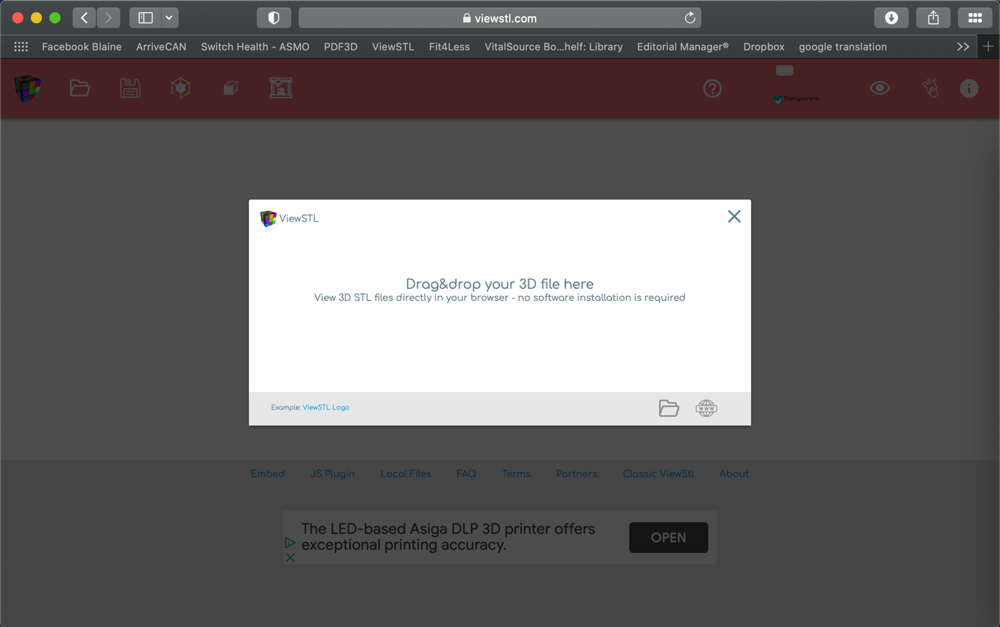 viewstl.com
Facebook Blaine ArriveCAN Switch Health - ASMO PDF3D ViewSTL Fit4Less VitalSource Bo...helf: Library Editorial Manager® Dropbox google translation
Transparent
ViewSTL
Drag&drop your 3D file here
View 3D STL files directly in your browser - no software installation is required
Example: ViewSTL Logo
WWW
Embed JS Plugin Local Files FAQ Terms Partners Classic ViewStl About
The LED-based Asiga DLP 3D printer offers
exceptional printing accuracy.
OPEN